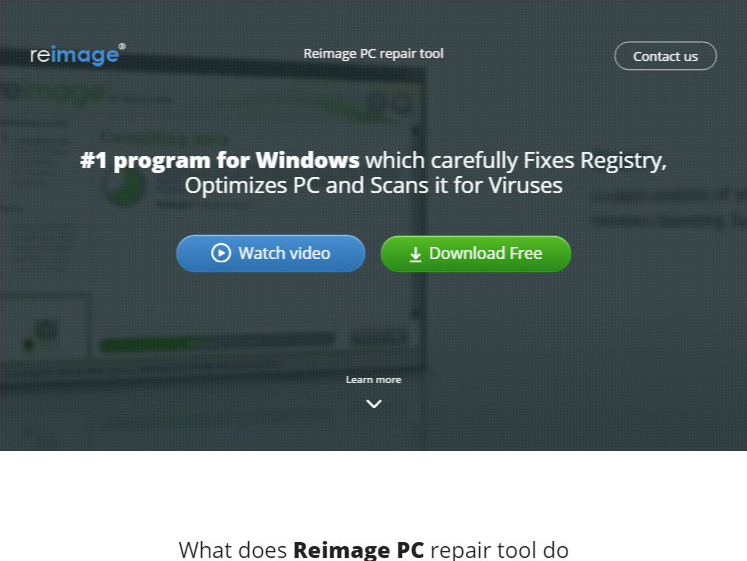 reimage®
Reimage PC repair tool
Contact us
#1 program for Windows which carefully Fixes Registry,
Optimizes PC and Scans it for Viruses
Watch video
Download Free
Learn more
What does Reimage PC repair tool do